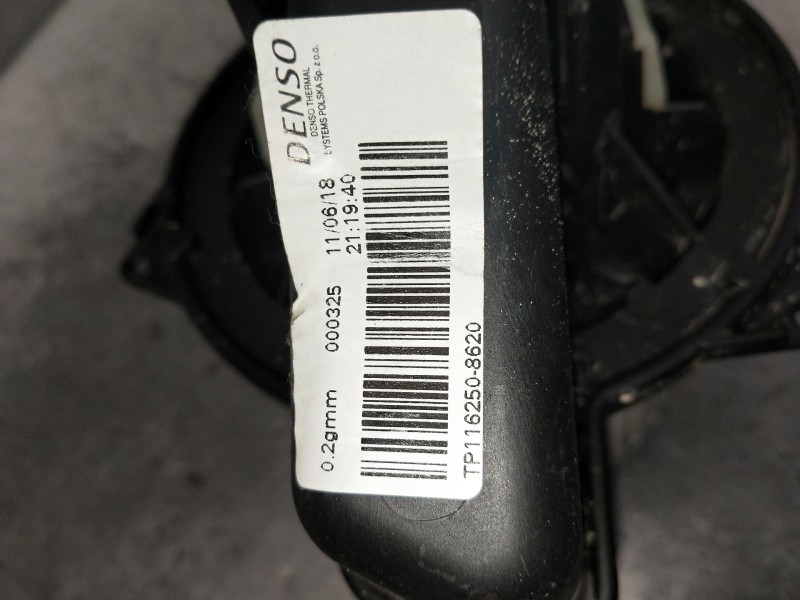 DENSO
DENSO THERMAL
SYSTEMS POLSKA Sp. z o.o.
11/06/18
21:19:40
000325
0.2gmm
TP116250-8620